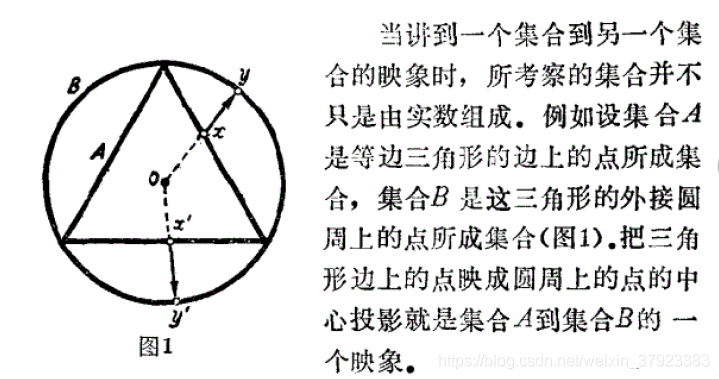 当讲到一个集合到另一个集
合的映象时，所考察的集合并不
只是由实数组成。例如设集合A
是等边三角形的边上的点所成集
合，集合B是这三角形的外接圆
周上的点所成集合(图1).把三角
形边上的点映成圆周上的点的中
心投影就是集合A到集合B的一
个映象。
B
y
A
x
O
x'
y'
图1
https://blog.csdn.net/weixin_37923383